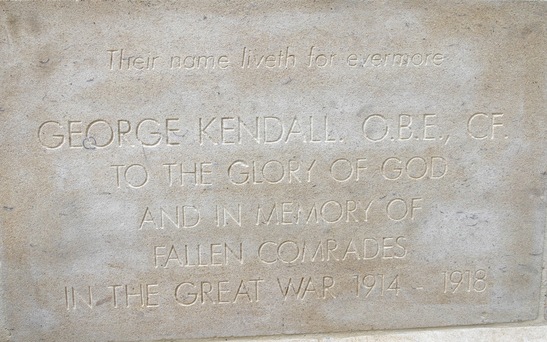 Their name liveth for evermore
GEORGE KENDALL. O.B.E., CF.
TO THE GLORY OF GOD
AND IN MEMORY OF
FALLEN COMRADES
IN THE GREAT WAR 1914 - 1918